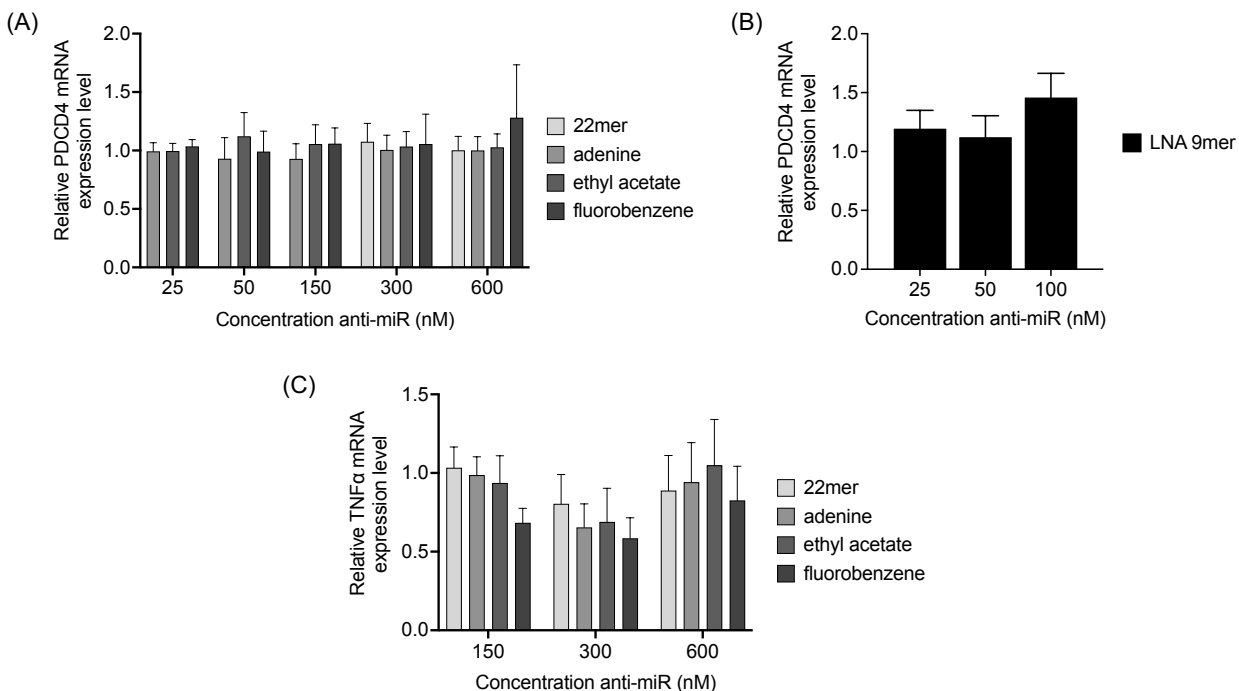 (A)
Relative PDCD4 mRNA
expression level
2.0
1.5
1.0
0.5
0.0
25 50 150 300 600
Concentration anti-miR (nM)
22mer
adenine
ethyl acetate
fluorobenzene
(B)
Relative PDCD4 mRNA
expression level
2.0
1.5
1.0
0.5
0.0
25 50 100
Concentration anti-miR (nM)
LNA 9mer
(C)
Relative TNFα mRNA
expression level
1.5
1.0
0.5
0.0
150 300 600
Concentration anti-miR (nM)
22mer
adenine
ethyl acetate
fluorobenzene